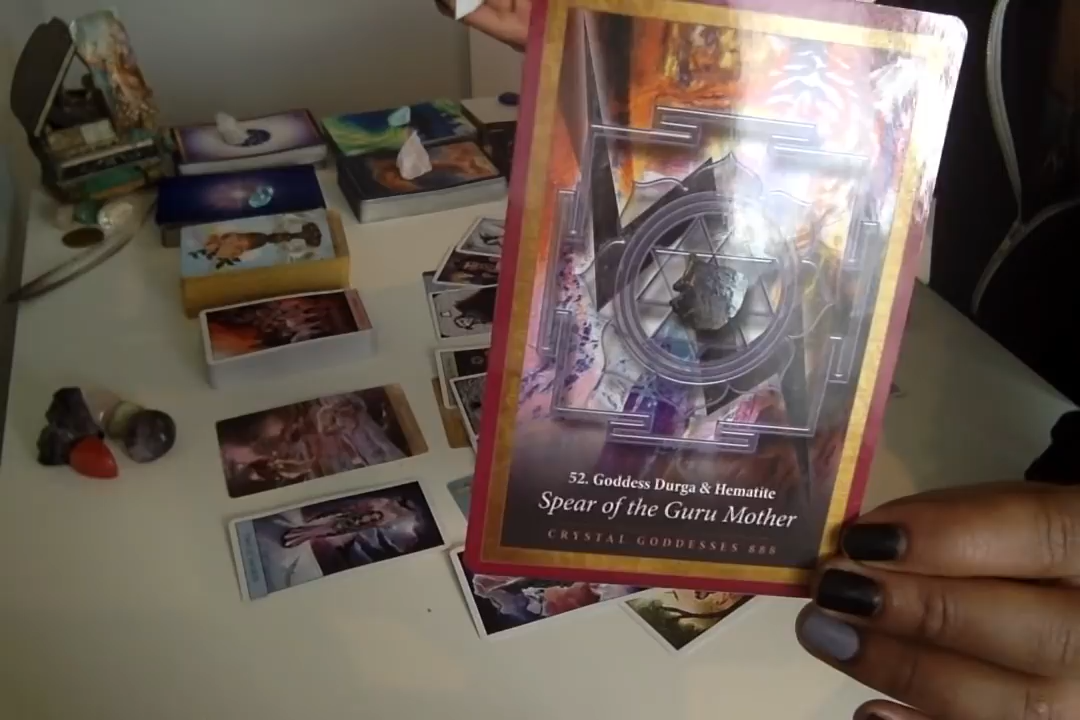 52. Goddess Durga & Hematite
Spear of the Guru Mother
CRYSTAL GODDESSES 888